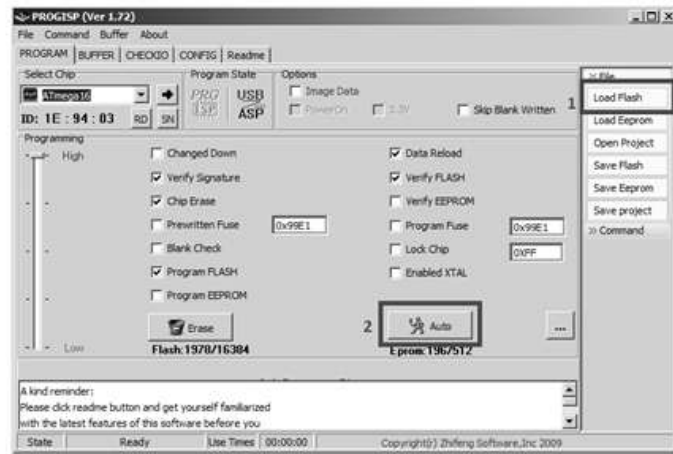 PROGISP (Ver 1.72)
File Command Buffer About
PROGRAM BUFFER CHECKIO CONFIG Readme
Select Chip
Program State
Options
ATmega16
PRG
ISP
USB
ASP
Image Data
PowerOn
3.3V
Skip Blank Written
ID: 1E : 94 : 03
RD
SN
Programming
High
Low
Changed Down
Verify Signature
Chip Erase
Prewritten Fuse
0x99E1
Blank Check
Program FLASH
Program EEPROM
Data Reload
Verify FLASH
Verify EEPROM
Program Fuse
0x99E1
Lock Chip
0XFF
Enabled XTAL
Erase
2
Auto
...
Flash:1978/16384
Eprom:196/512
A kind reminder:
Please click readme button and get yourself familiarized
with the latest features of this software befeore you
State
Ready
Use Times
00:00:00
Copyright(r) Zhifeng Software,Inc 2009
File
1
Load Flash
Load Eeprom
Open Project
Save Flash
Save Eeprom
Save project
Command